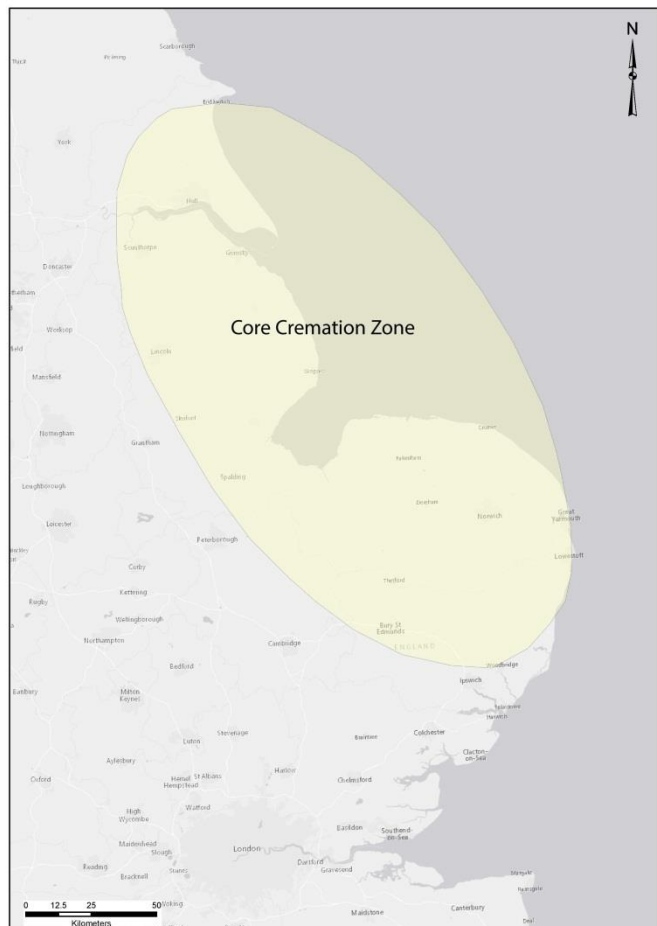 Scarborough
N
York
Hull
Scunthorpe
Grimsby
Doncaster
Worksop
Core Cremation Zone
Lincoln
Mansfield
Sleaford
Cromer
Nottingham
Grantham
Fakenham
Spalding
Dereham
Norwich
Great
Yarmouth
Loughborough
Leicester
Peterborough
Lowestoft
Corby
Thetford
Kettering
Rugby
Bury St
Edmunds
Wellingborough
Northampton
Cambridge
ENGLAND
Woodbridge
Bedford
Ipswich
Banbury
Milton
Keynes
Felixstowe
Harwich
Luton
Stevenage
Braintree
Colchester
Clacton-
on-Sea
Aylesbury
Oxford
Hemel
Hempstead
St Albans
Harlow
Chelmsford
High
Wycombe
Watford
Basildon
Southend-
on-Sea
Maidenhead
Slough
London
Dartford
Gravesend
Reading
Bracknell
Staines
Margate
Ramsgate
0 12.5 25 50
Kilometers
Woking
Maidstone
Canterbury
Deal